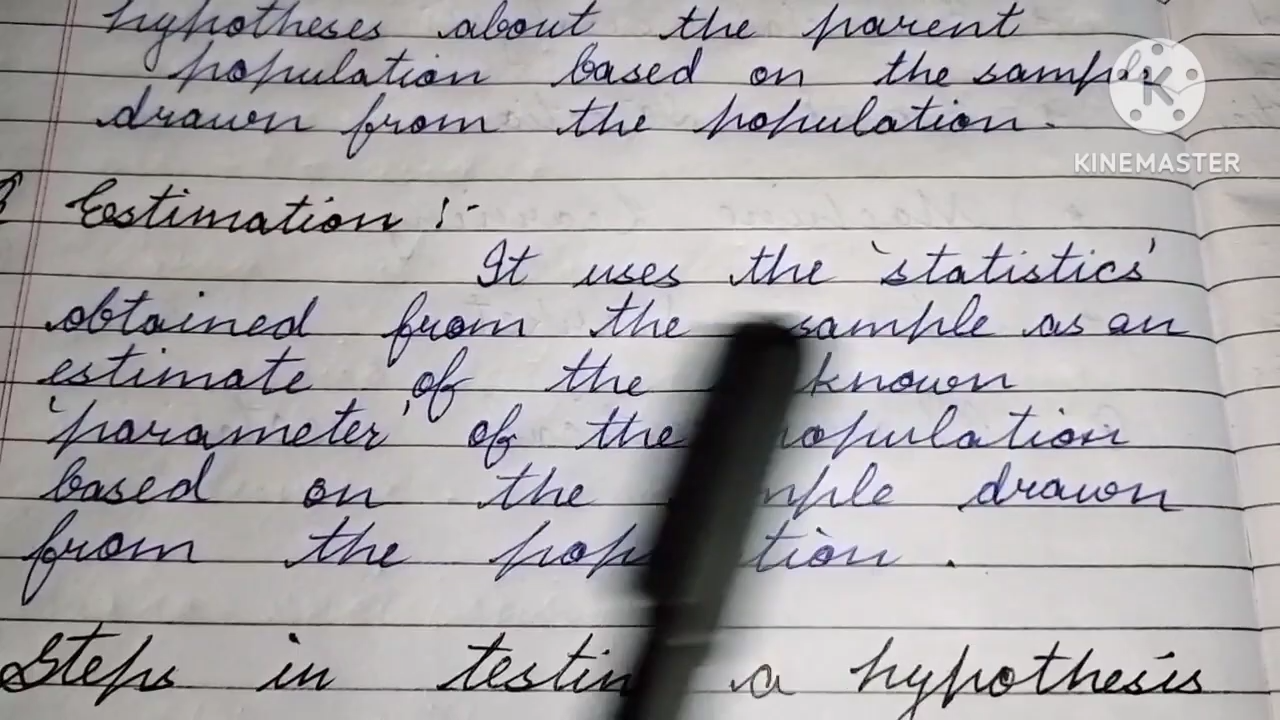 hypotheses about the parent
population based on the sample
drawn from the population.
Estimation :-
It uses the 'statistics'
obtained from the sample as an
estimate of the known
'parameter' of the population
based on the drawn
from the
Steps in a hypothesis
K
KINEMASTER